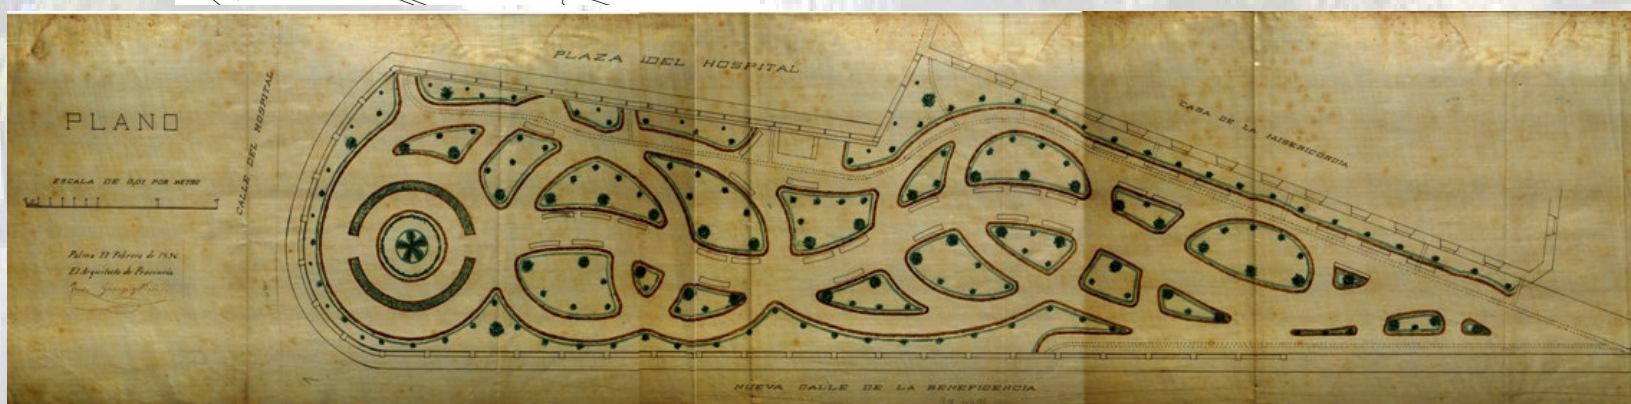 PLANO
ESCALA DE 0,01 POR METRO
Palma 22 Febrero de 1896
El Arquitecto de Provincia
CALLE DEL HOSPITAL
PLAZA DEL HOSPITAL
CASA DE LA MISERICORDIA
NUEVA CALLE DE LA BENEFICENCIA